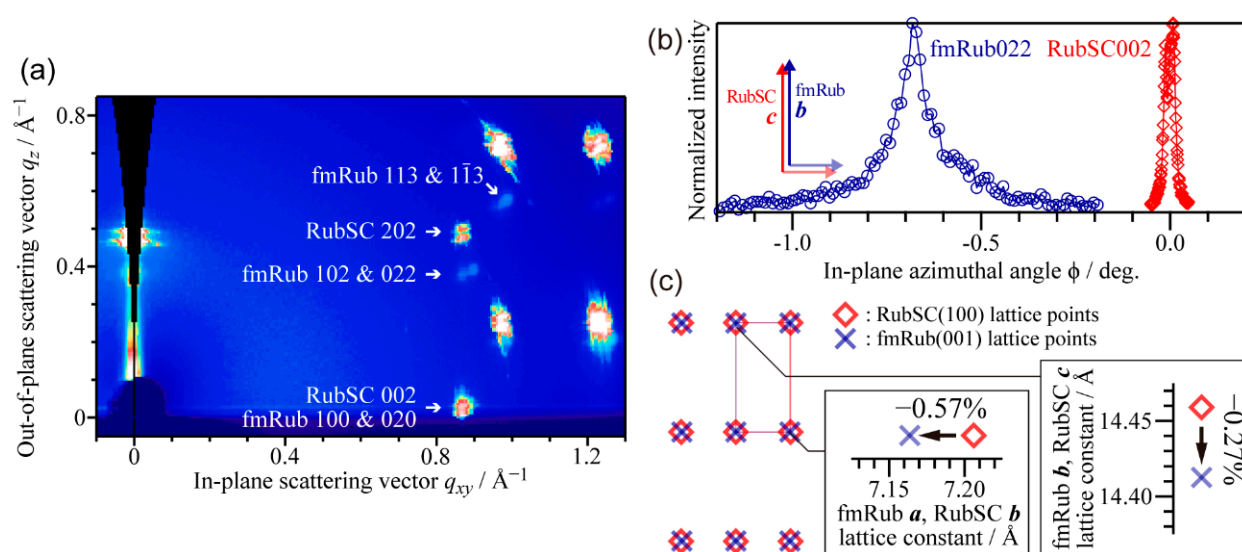 (a)
Out-of-plane scattering vector qz / Å⁻¹
0.8
0.4
0
fmRub 113 & 11̄3
RubSC 202
fmRub 102 & 022
RubSC 002
fmRub 100 & 020
0 0.4 0.8 1.2
In-plane scattering vector qxy / Å⁻¹
(b)
Normalized intensity
fmRub022 RubSC002
RubSC
c
fmRub
b
-1.0 -0.5 0.0
In-plane azimuthal angle ϕ / deg.
(c)
: RubSC(100) lattice points
: fmRub(001) lattice points
−0.57%
7.15 7.20
fmRub a, RubSC b
lattice constant / Å
fmRub b, RubSC c
lattice constant / Å
14.45
14.40
−0.27%